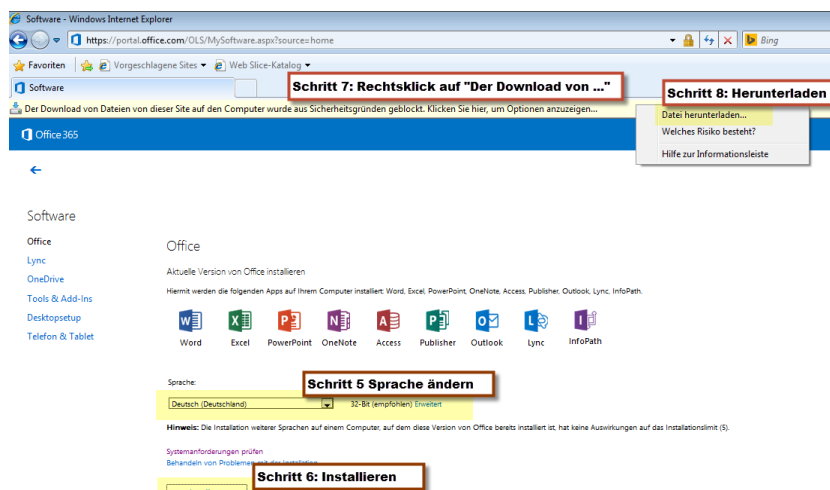 Software - Windows Internet Explorer
https://portal.office.com/OLS/MySoftware.aspx?source=home
Bing
Favoriten
Vorgeschlagene Sites
Web Slice-Katalog
Software
Schritt 7: Rechtsklick auf "Der Download von ..."
Schritt 8: Herunterladen
Der Download von Dateien von dieser Site auf den Computer wurde aus Sicherheitsgründen geblockt. Klicken Sie hier, um Optionen anzuzeigen...
Datei herunterladen...
Welches Risiko besteht?
Hilfe zur Informationsleiste
Office 365
Software
Office
Lync
OneDrive
Tools & Add-Ins
Desktopsetup
Telefon & Tablet
Office
Aktuelle Version von Office installieren
Hiermit werden die folgenden Apps auf Ihrem Computer installiert: Word, Excel, PowerPoint, OneNote, Access, Publisher, Outlook, Lync, InfoPath.
Word Excel PowerPoint OneNote Access Publisher Outlook Lync InfoPath
Sprache:
Schritt 5 Sprache ändern
Deutsch (Deutschland)
32-Bit (empfohlen) Erweitert
Hinweis: Die Installation weiterer Sprachen auf einem Computer, auf dem diese Version von Office bereits installiert ist, hat keine Auswirkungen auf das Installationslimit (5).
Systemanforderungen prüfen
Behandeln von Problemen mit der Installation
Schritt 6: Installieren